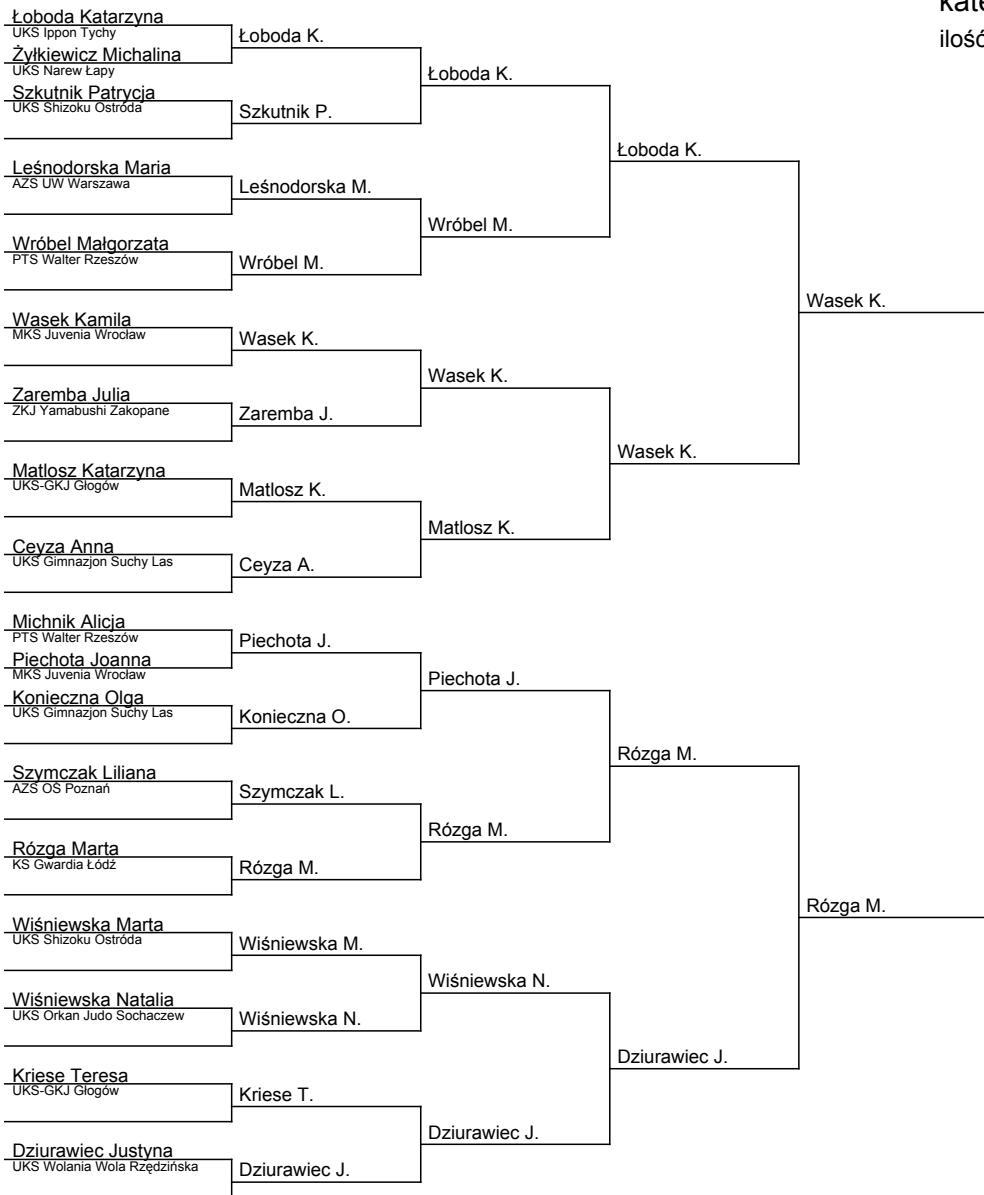 Łoboda Katarzyna
UKS Ippon Tychy
Żyłkiewicz Michalina
UKS Narew Łapy
Szkutnik Patrycja
UKS Shizoku Ostróda
Leśnodorska Maria
AZS UW Warszawa
Wróbel Małgorzata
PTS Walter Rzeszów
Wasek Kamila
MKS Juvenia Wrocław
Zaremba Julia
ZKJ Yamabushi Zakopane
Matlosz Katarzyna
UKS-GKJ Głogów
Ceyza Anna
UKS Gimnazjon Suchy Las
Michnik Alicja
PTS Walter Rzeszów
Piechota Joanna
MKS Juvenia Wrocław
Konieczna Olga
UKS Gimnazjon Suchy Las
Szymczak Liliana
AZS OŚ Poznań
Rózga Marta
KS Gwardia Łódź
Wiśniewska Marta
UKS Shizoku Ostróda
Wiśniewska Natalia
UKS Orkan Judo Sochaczew
Kriese Teresa
UKS-GKJ Głogów
Dziurawiec Justyna
UKS Wolania Wola Rzędzińska
Łoboda K.
Szkutnik P.
Leśnodorska M.
Wróbel M.
Wasek K.
Zaremba J.
Matlosz K.
Ceyza A.
Piechota J.
Konieczna O.
Szymczak L.
Rózga M.
Wiśniewska M.
Wiśniewska N.
Kriese T.
Dziurawiec J.
Łoboda K.
Wróbel M.
Wasek K.
Matlosz K.
Piechota J.
Rózga M.
Wiśniewska N.
Dziurawiec J.
Łoboda K.
Wasek K.
Rózga M.
Dziurawiec J.
Wasek K.
Rózga M.